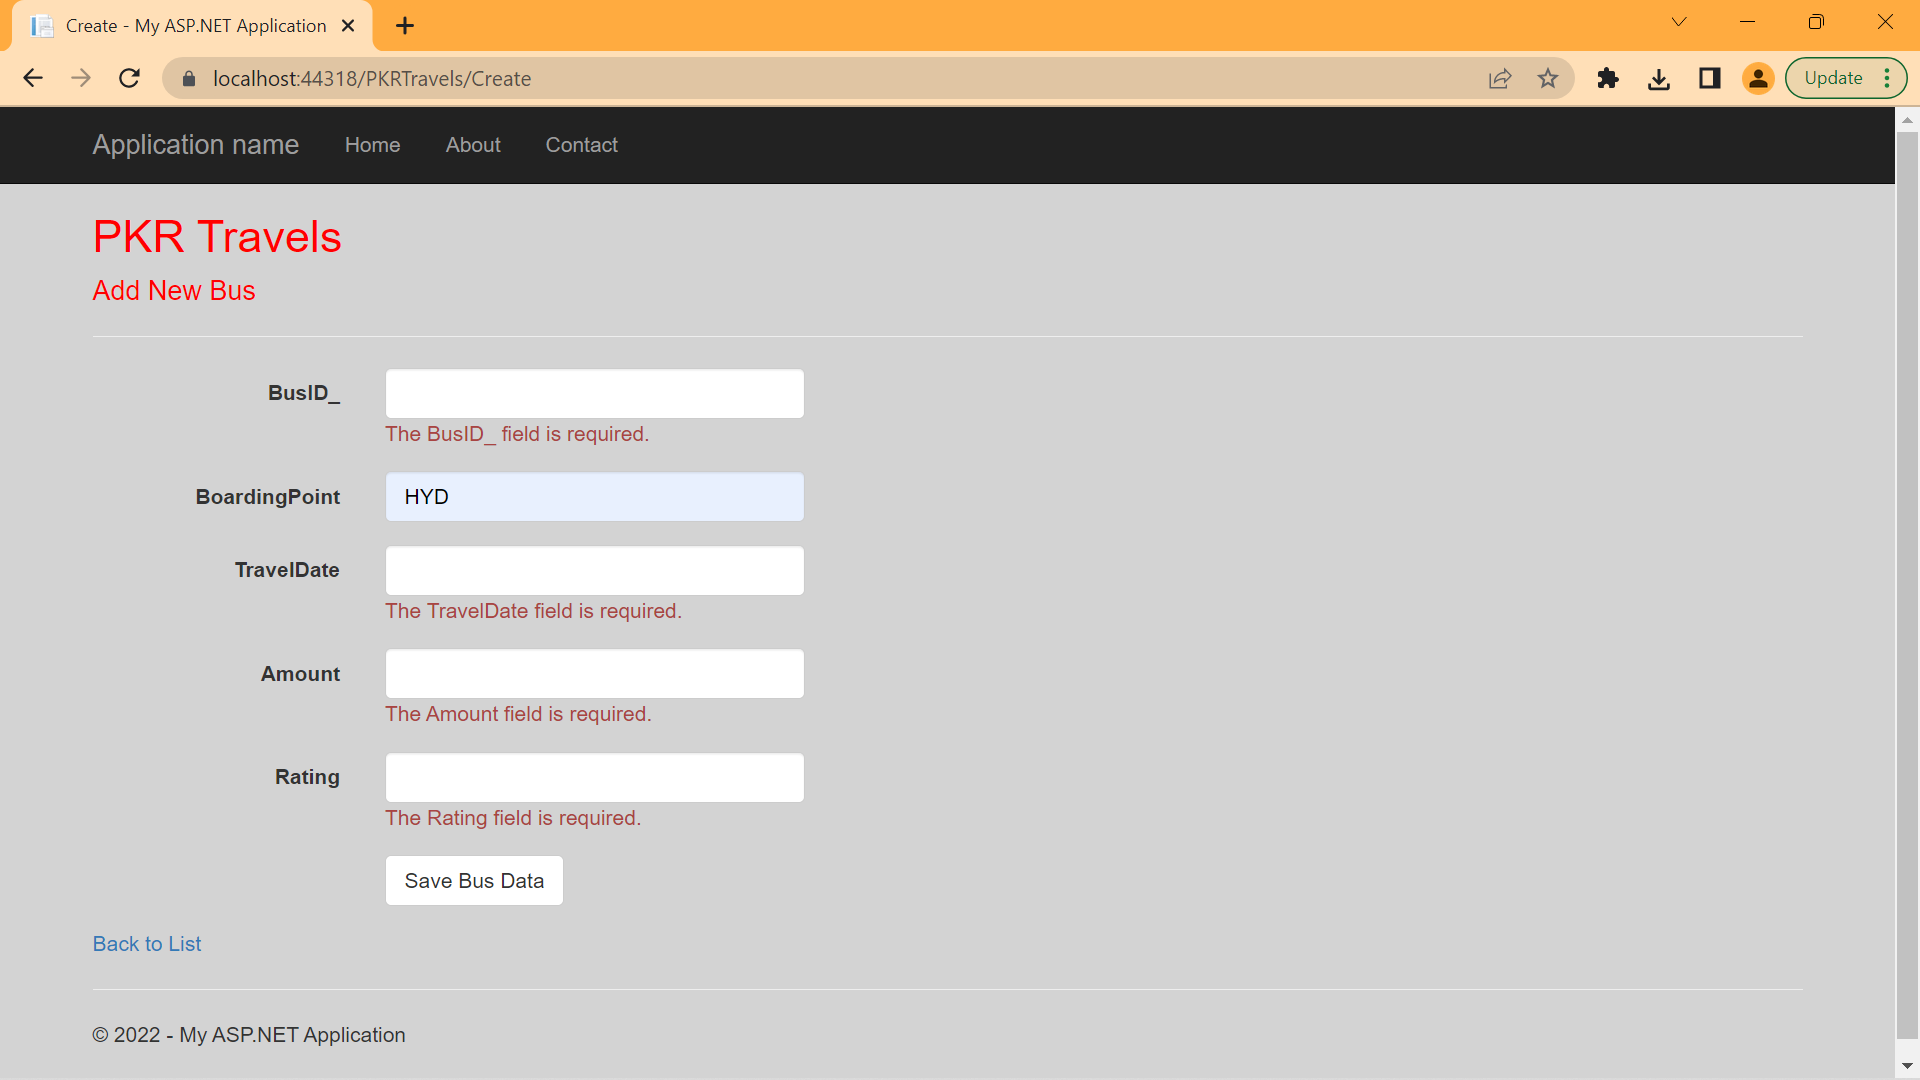 Create - My ASP.NET Application
localhost:44318/PKRTravels/Create
Update
Application name Home About Contact
PKR Travels
Add New Bus
BusID_
The BusID_ field is required.
BoardingPoint HYD
TravelDate
The TravelDate field is required.
Amount
The Amount field is required.
Rating
The Rating field is required.
Save Bus Data
Back to List
© 2022 - My ASP.NET Application